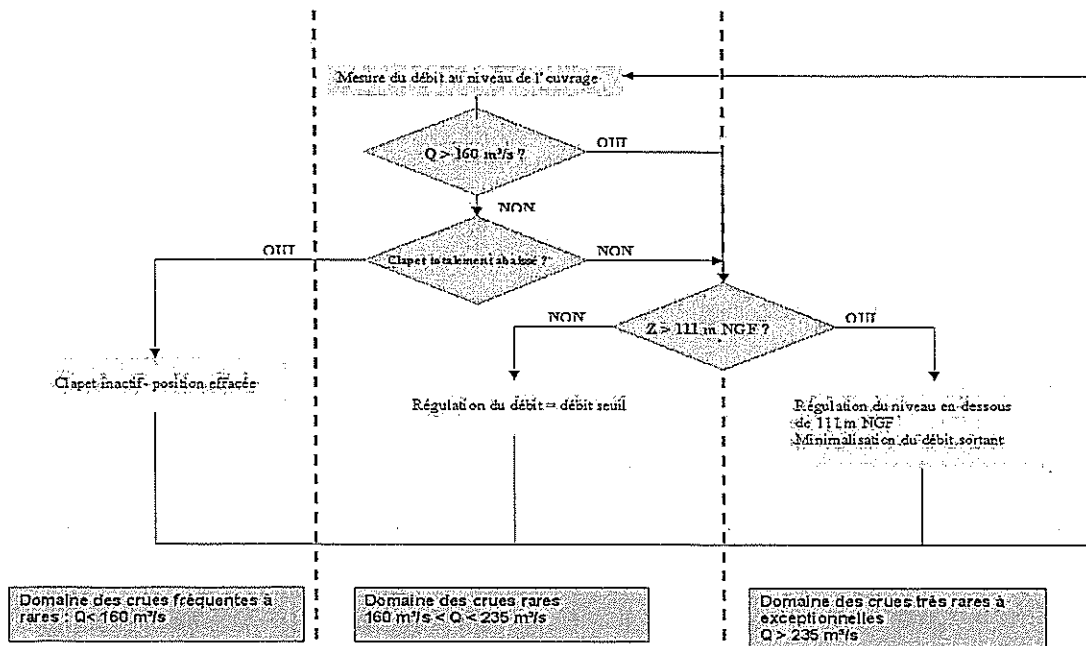 Mesure du débit au niveau de l'ouvrage
Q > 160 m³/s ?
OUI
NON
Clapet totalement abaissé ?
OUI
NON
Z > 111 m NGF ?
NON
OUI
Clapet inactif - position effacée
Régulation du débit = débit seuil
Régulation du niveau en-dessous
de 111m NGF
Minimalisation du débit sortant
Domaine des crues fréquentes à
rares : Q< 160 m³/s
Domaine des crues rares
160 m³/s < Q < 235 m³/s
Domaine des crues très rares à
exceptionnelles
Q > 235 m³/s